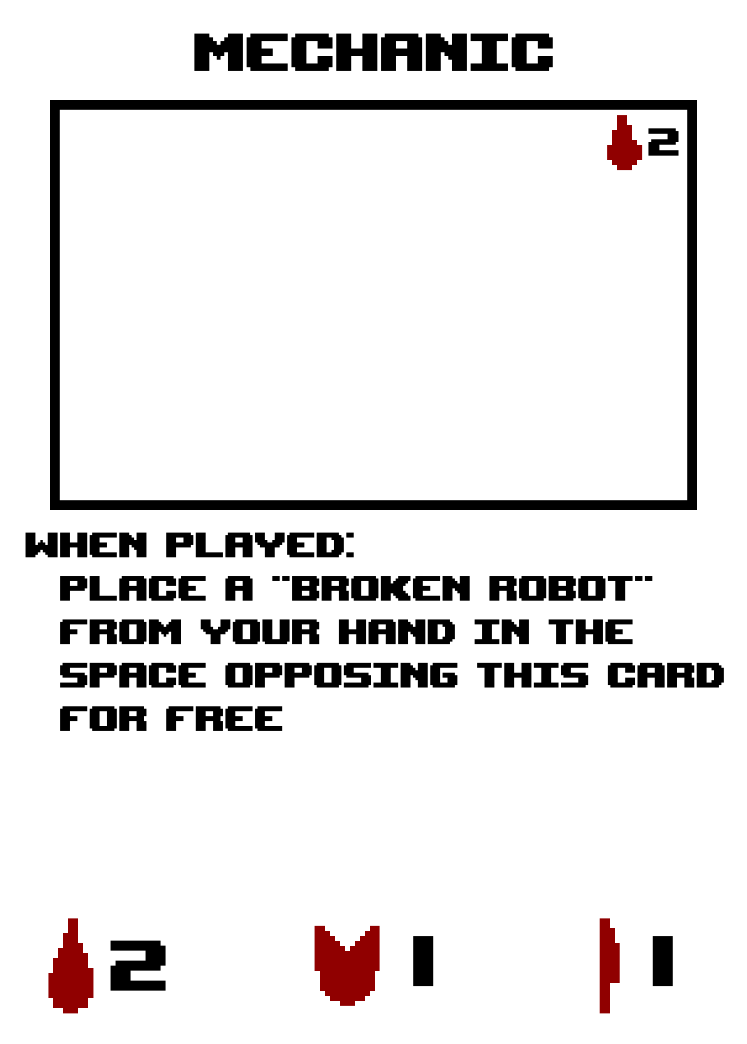 MECHANIC
2
WHEN PLAYED:
PLACE A "BROKEN ROBOT"
FROM YOUR HAND IN THE
SPACE OPPOSING THIS CARD
FOR FREE
2 1 1